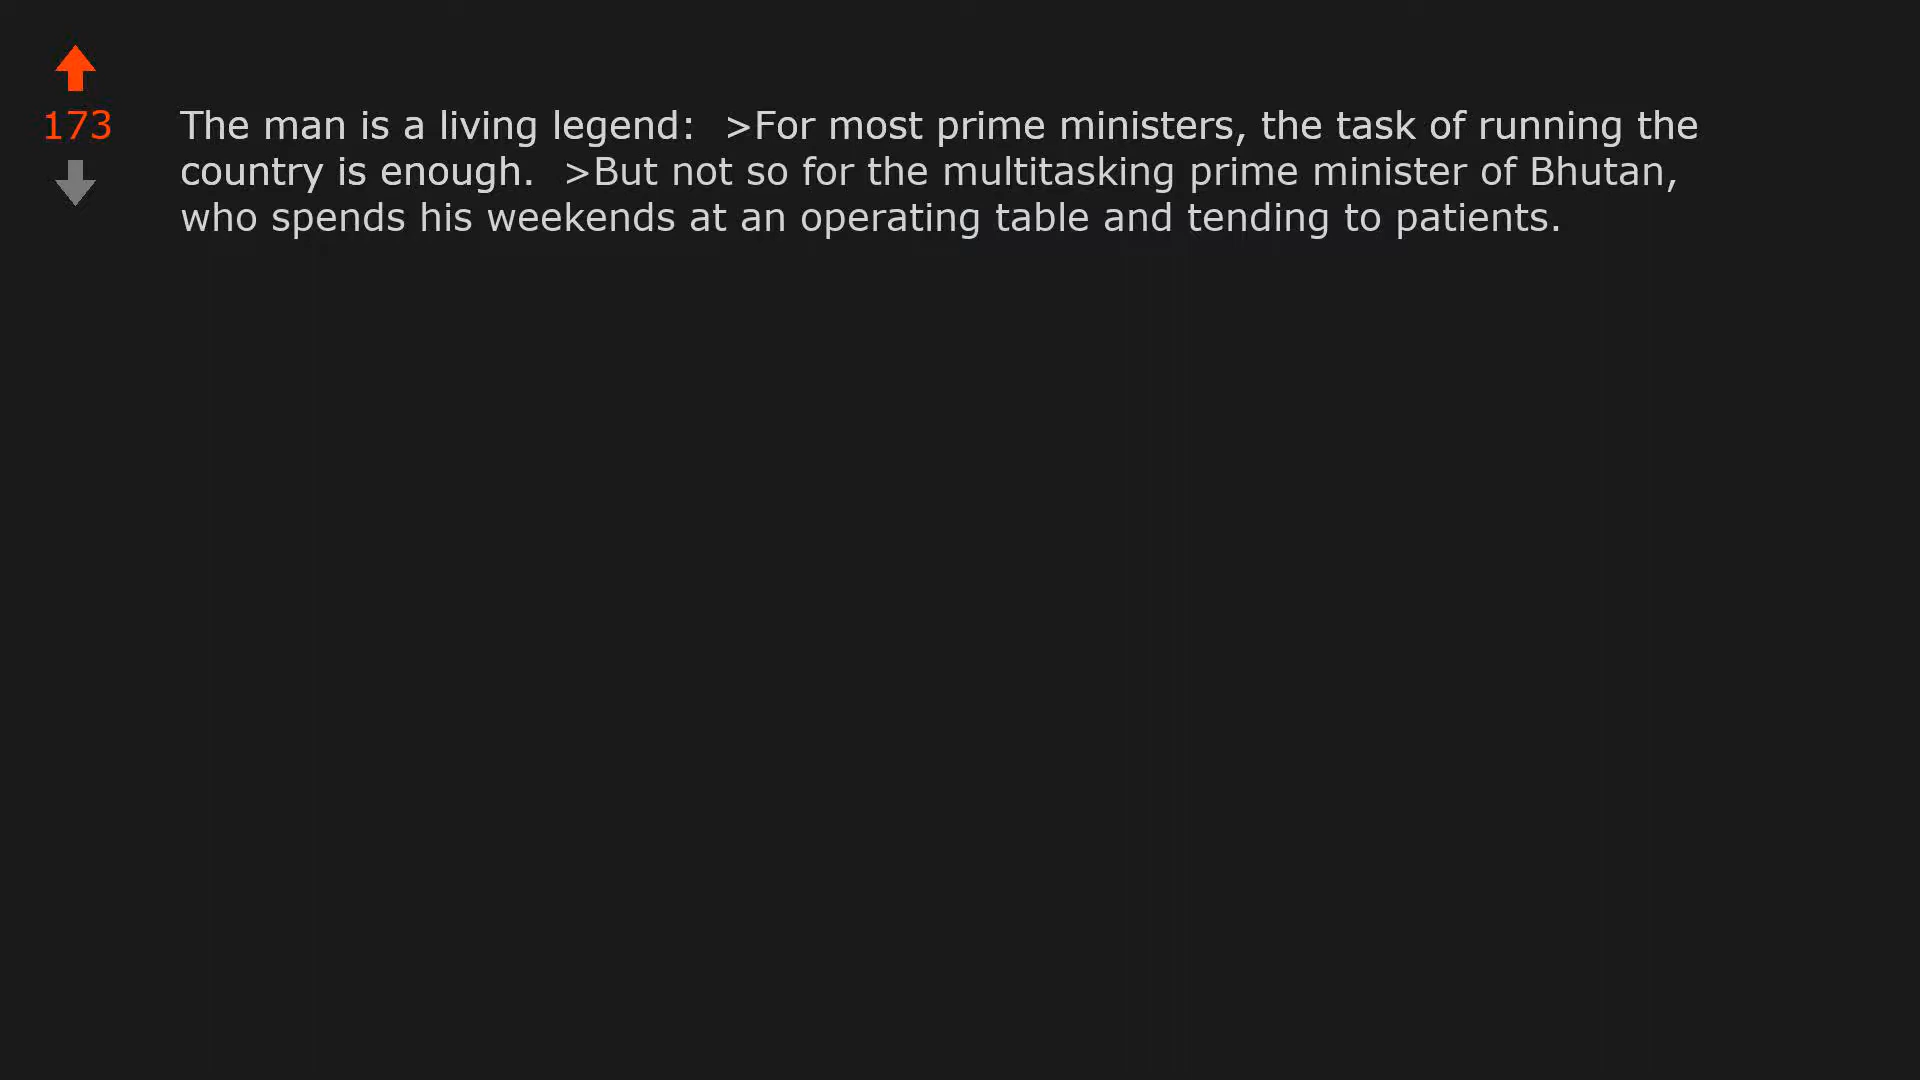 173
The man is a living legend:  >For most prime ministers, the task of running the
country is enough.  >But not so for the multitasking prime minister of Bhutan,
who spends his weekends at an operating table and tending to patients.